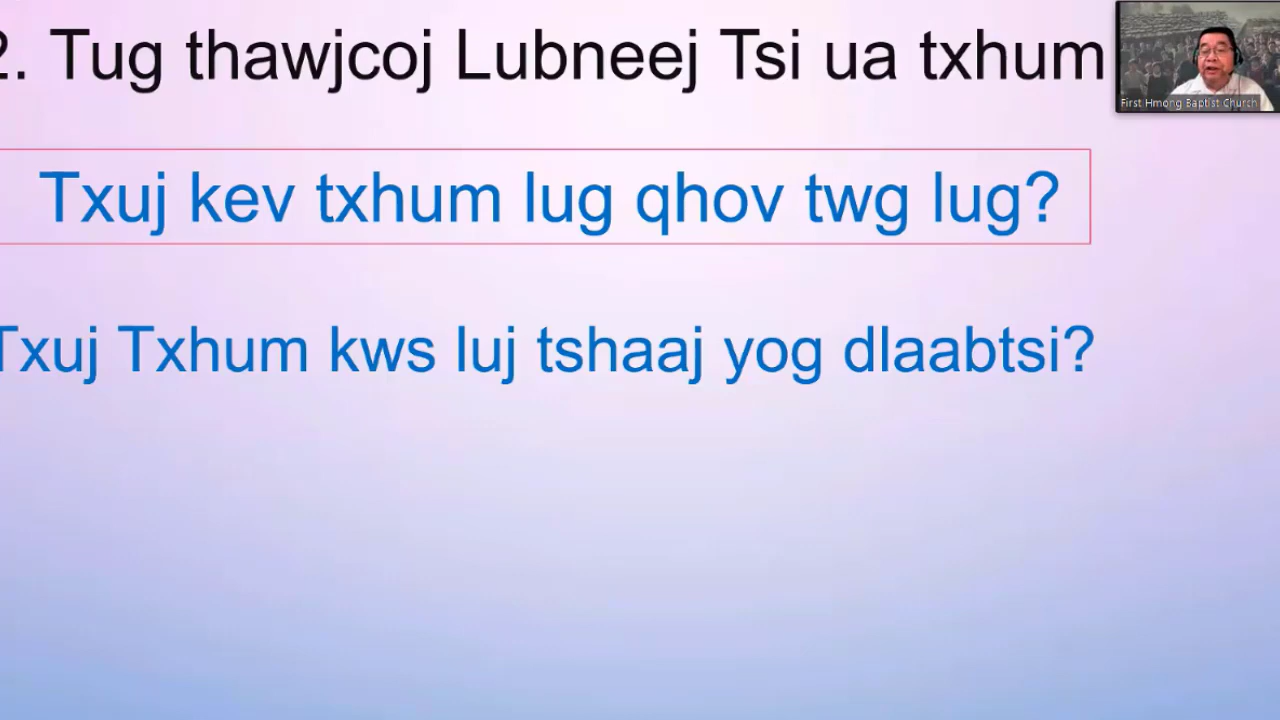 2. Tug thawjcoj Lubneej Tsi ua txhum
First Hmong Baptist Church
Txuj kev txhum lug qhov twg lug?
Txuj Txhum kws luj tshaaj yog dlaabtsi?